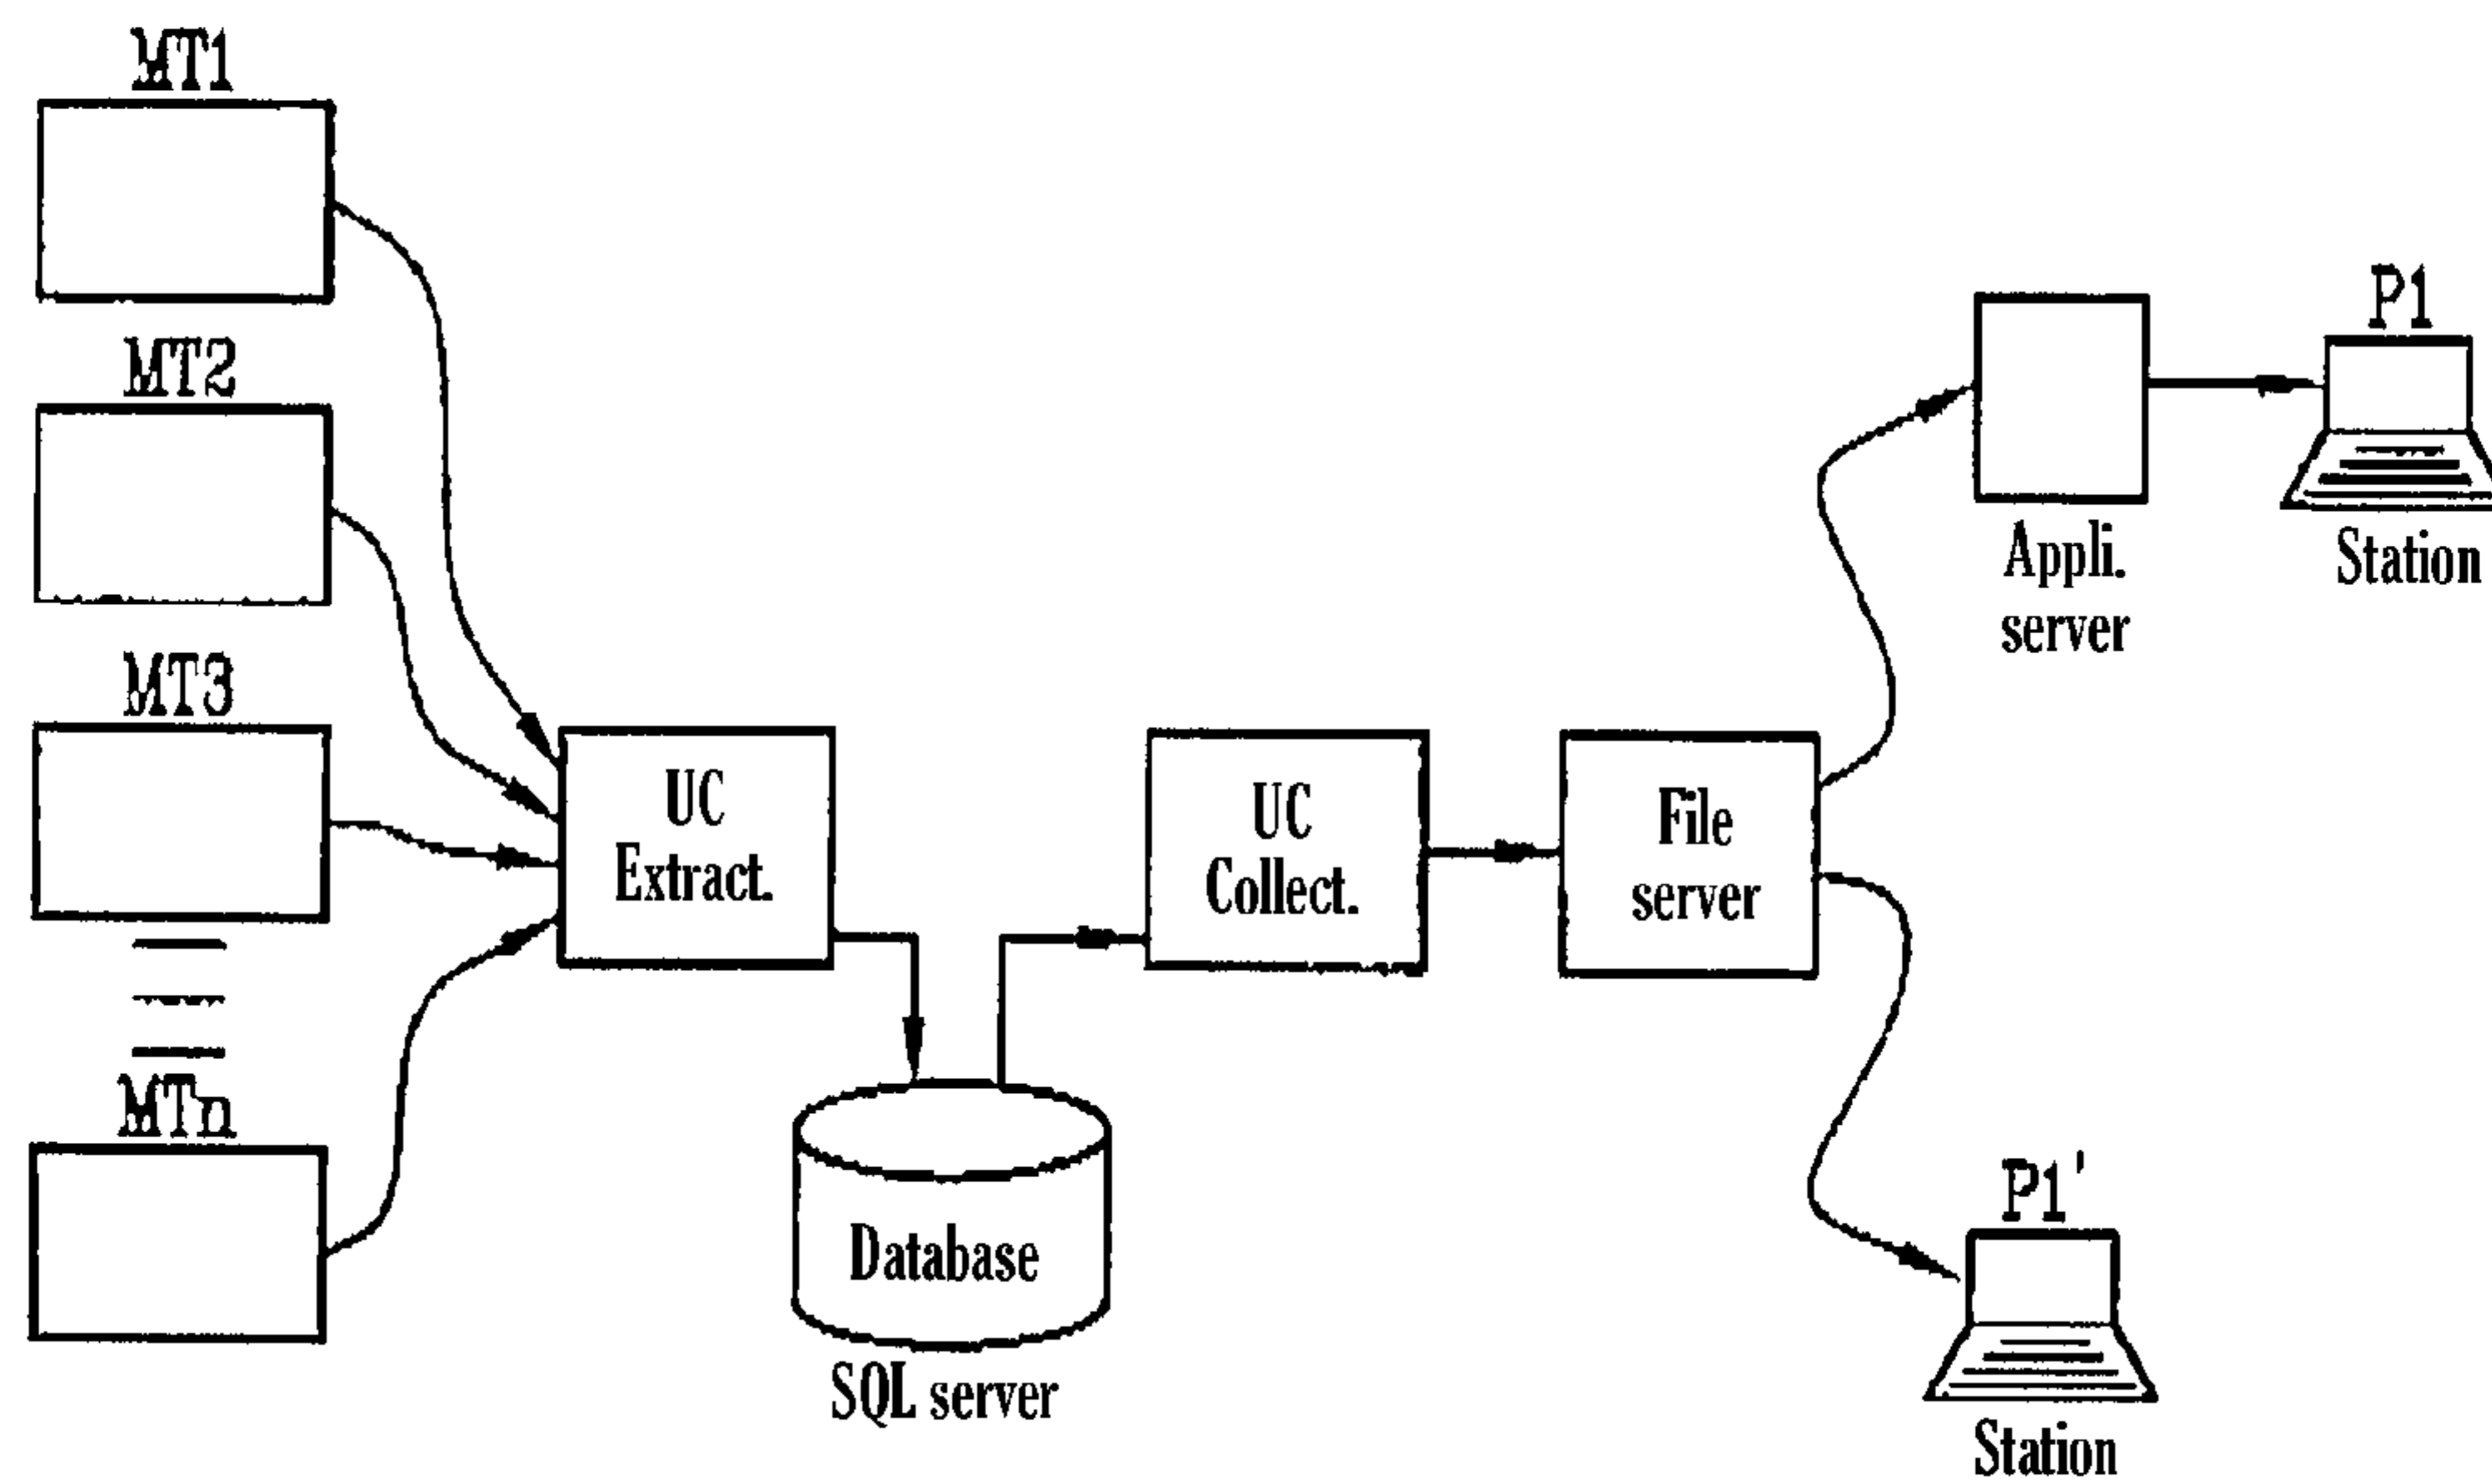 MT1
MT2
MT3
MTn
UC
Extract.
Database
SQL server
UC
Collect.
File
server
Appli.
server
P1
Station
P1'
Station